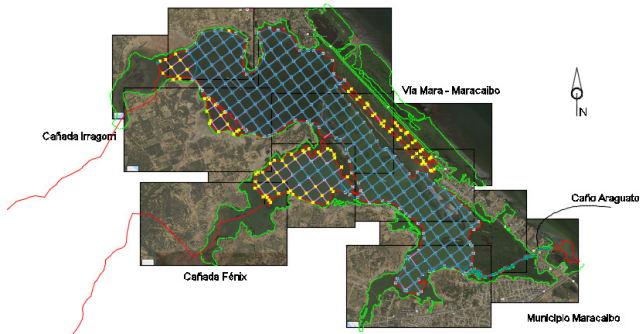 Vía Mara - Maracaibo
N
Cañada Irragorri
Caño Araguato
Cañada Fénix
Municipio Maracaibo